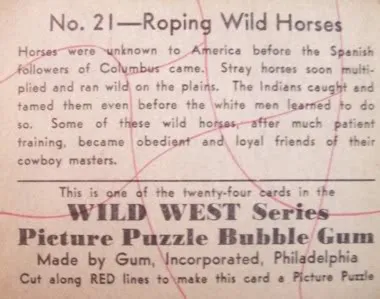 No. 21—Roping Wild Horses
Horses were unknown to America before the Spanish
followers of Columbus came. Stray horses soon multi-
plied and ran wild on the plains. The Indians caught and
tamed them even before the white men learned to do
so. Some of these wild horses, after much patient
training, became obedient and loyal friends of their
cowboy masters.
This is one of the twenty-four cards in the
WILD WEST Series
Picture Puzzle Bubble Gum
Made by Gum, Incorporated, Philadelphia
Cut along RED lines to make this card a Picture Puzzle